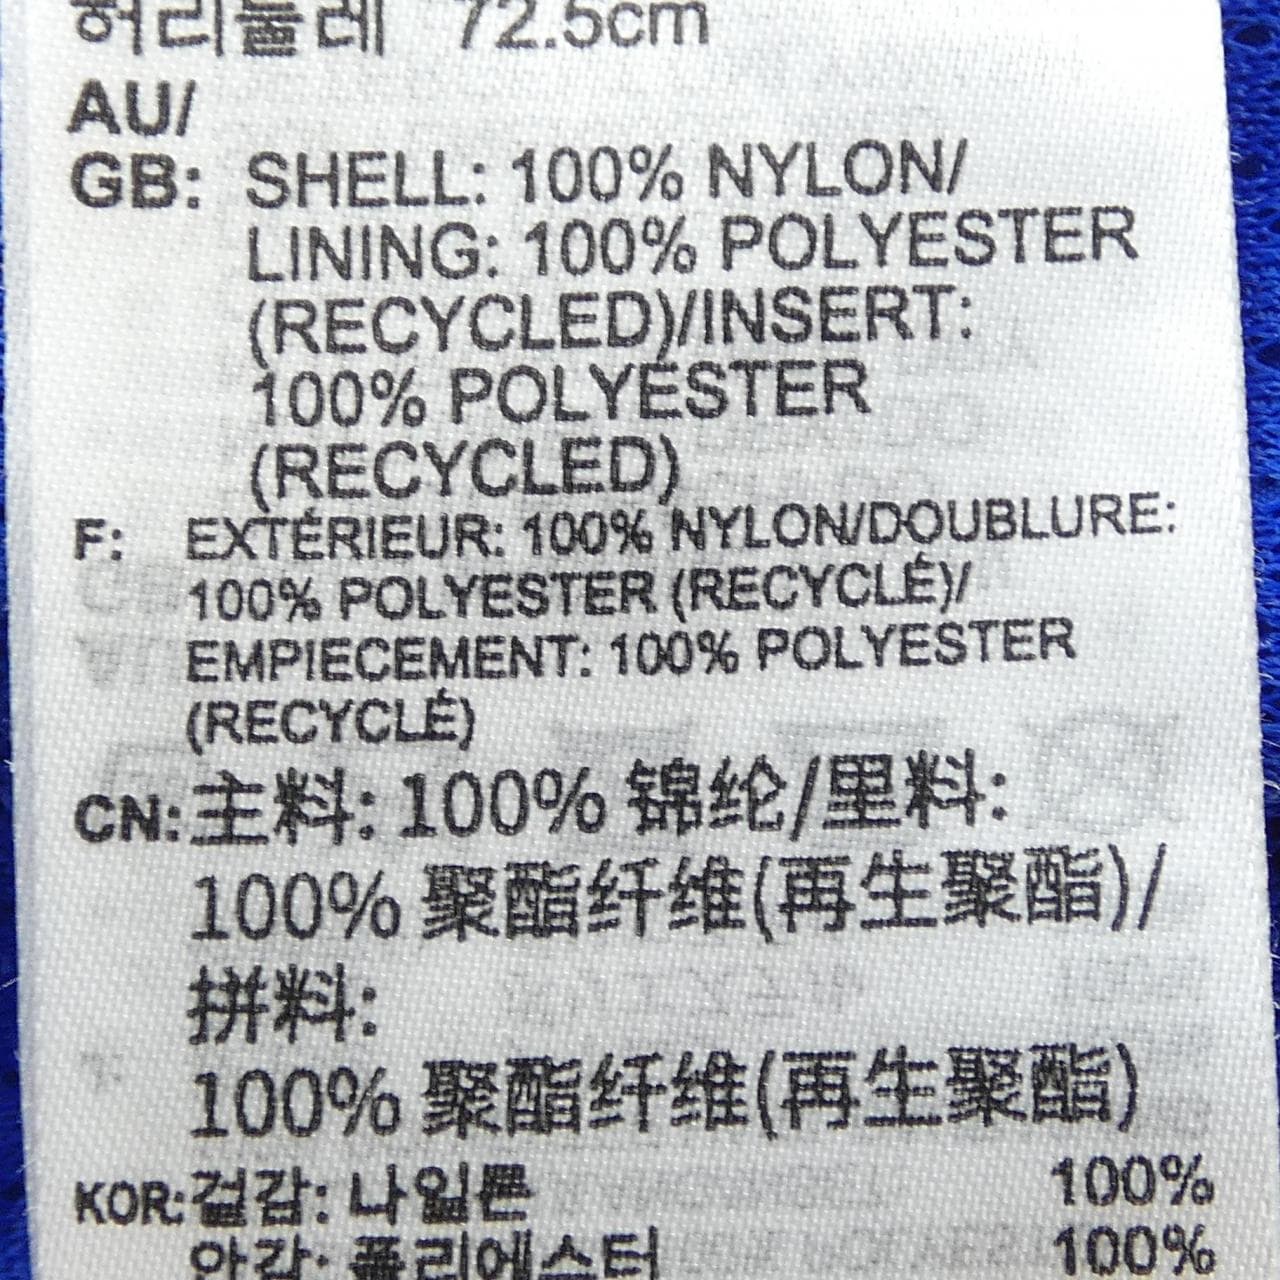 허리둘레 72.5cm
AU/
GB: SHELL: 100% NYLON/
LINING: 100% POLYESTER
(RECYCLED)/INSERT:
100% POLYESTER
(RECYCLED)
F: EXTÉRIEUR: 100% NYLON/DOUBLURE:
100% POLYESTER (RECYCLÉ)/
EMPIECEMENT: 100% POLYESTER
(RECYCLÉ)
CN: 主料: 100% 锦纶/里料:
100% 聚酯纤维(再生聚酯)/
拼料:
100% 聚酯纤维(再生聚酯)
KOR: 겉감: 나일론 100%
안감: 폴리에스터 100%